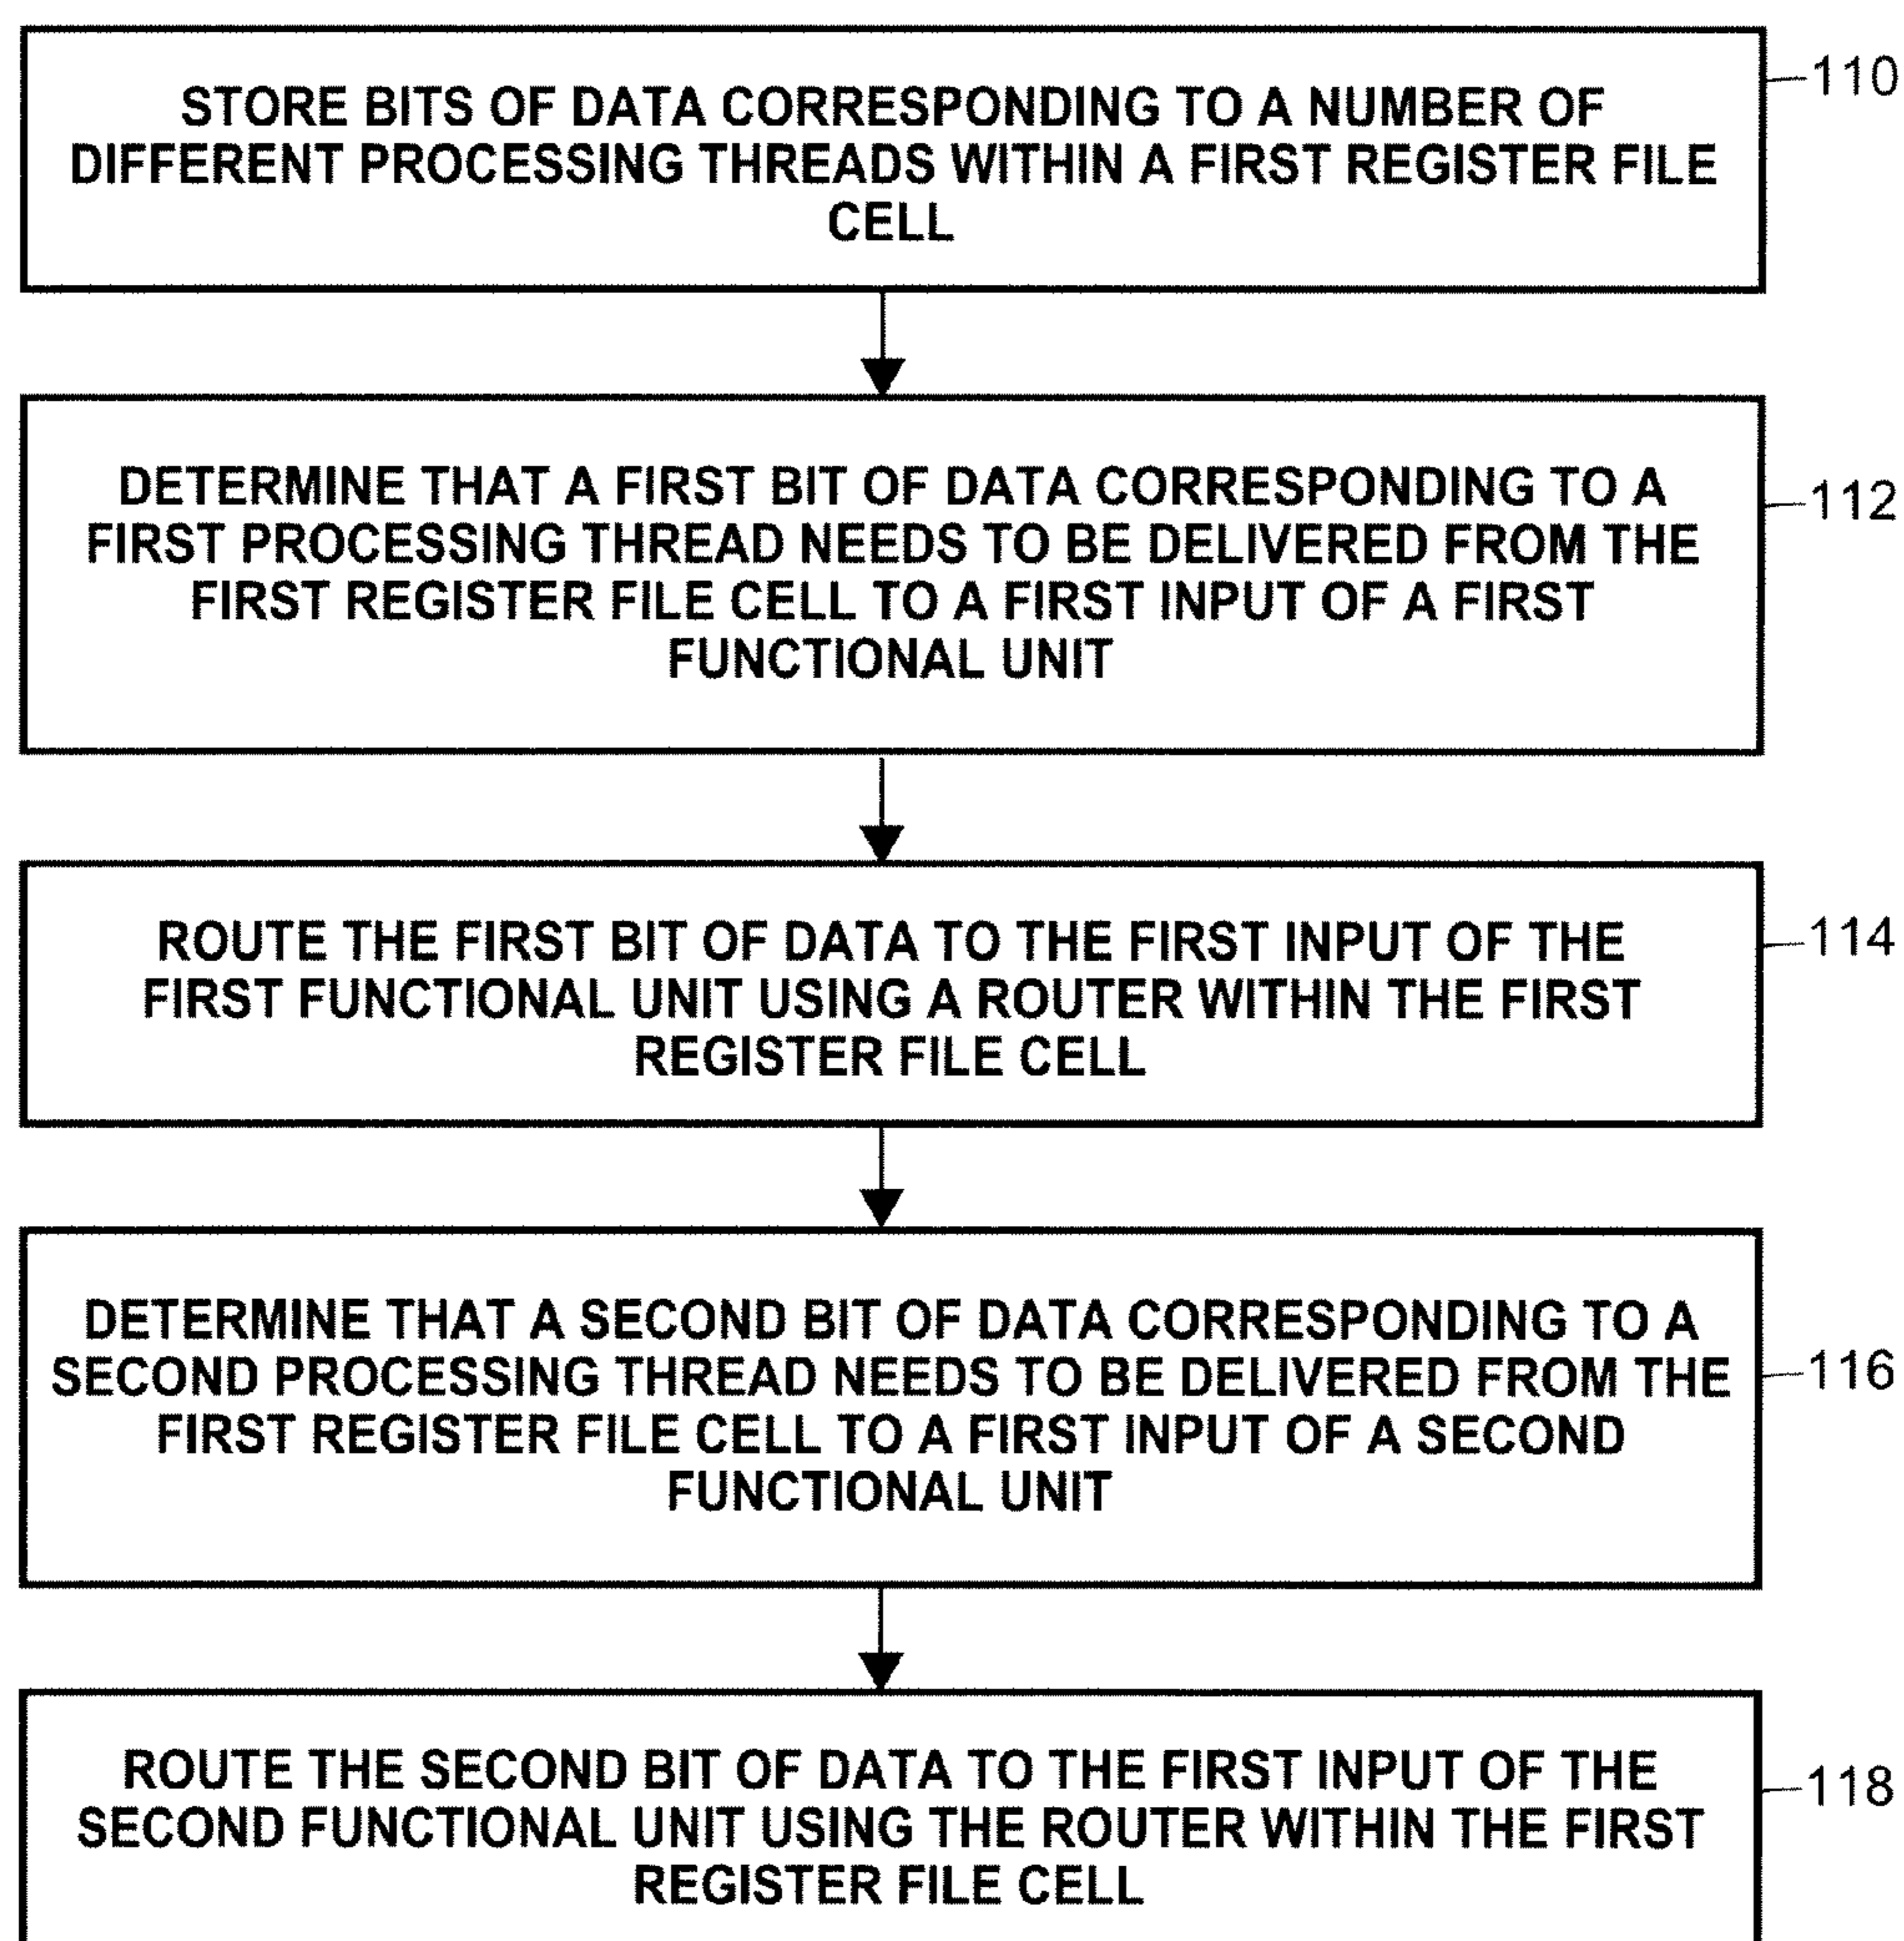 STORE BITS OF DATA CORRESPONDING TO A NUMBER OF
DIFFERENT PROCESSING THREADS WITHIN A FIRST REGISTER FILE
CELL
110
DETERMINE THAT A FIRST BIT OF DATA CORRESPONDING TO A
FIRST PROCESSING THREAD NEEDS TO BE DELIVERED FROM THE
FIRST REGISTER FILE CELL TO A FIRST INPUT OF A FIRST
FUNCTIONAL UNIT
112
ROUTE THE FIRST BIT OF DATA TO THE FIRST INPUT OF THE
FIRST FUNCTIONAL UNIT USING A ROUTER WITHIN THE FIRST
REGISTER FILE CELL
114
DETERMINE THAT A SECOND BIT OF DATA CORRESPONDING TO A
SECOND PROCESSING THREAD NEEDS TO BE DELIVERED FROM THE
FIRST REGISTER FILE CELL TO A FIRST INPUT OF A SECOND
FUNCTIONAL UNIT
116
ROUTE THE SECOND BIT OF DATA TO THE FIRST INPUT OF THE
SECOND FUNCTIONAL UNIT USING THE ROUTER WITHIN THE FIRST
REGISTER FILE CELL
118